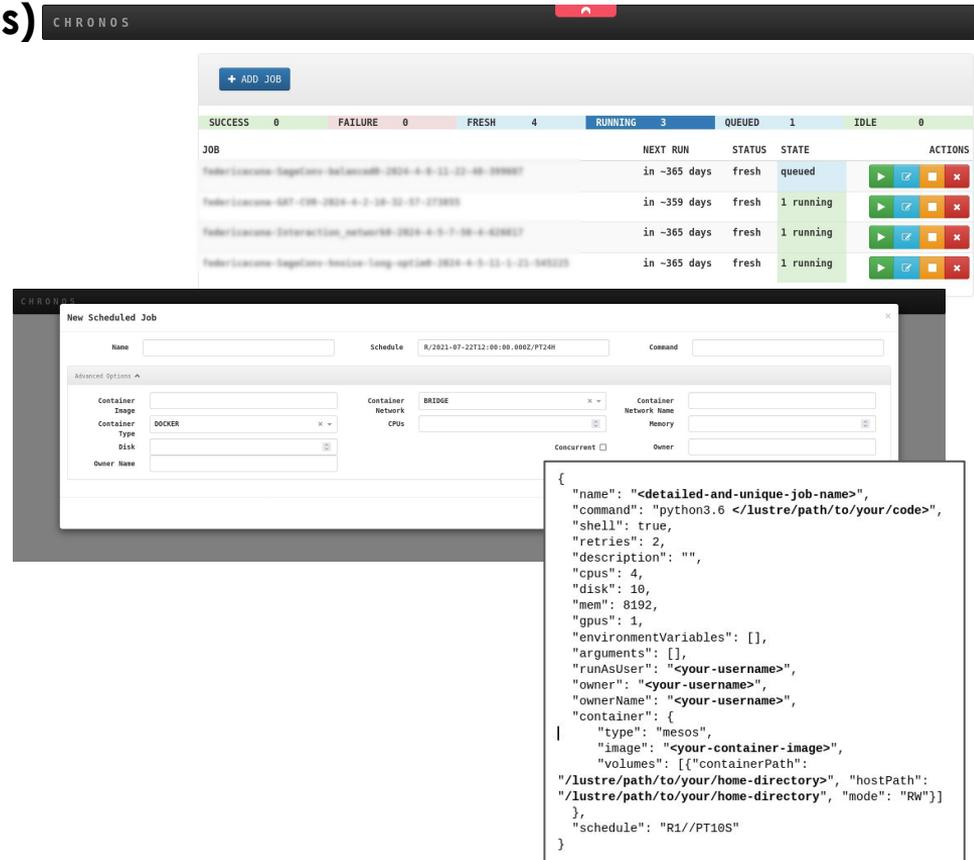 s)
CHRONOS
+ ADD JOB
SUCCESS 0 FAILURE 0 FRESH 4 RUNNING 3 QUEUED 1 IDLE 0
JOB NEXT RUN STATUS STATE ACTIONS
in ~365 days fresh queued
in ~359 days fresh 1 running
in ~365 days fresh 1 running
in ~365 days fresh 1 running
CHRONOS
New Scheduled Job ×
Name Schedule R/2021-07-22T12:00:00.000Z/PT24H Command
Advanced Options
Container Image Container Network BRIDGE Container Network Name
Container Type DOCKER CPUs Memory
Disk Concurrent Owner
Owner Name
{
"name": "<detailed-and-unique-job-name>",
"command": "python3.6 </lustre/path/to/your/code>",
"shell": true,
"retries": 2,
"description": "",
"cpus": 4,
"disk": 10,
"mem": 8192,
"gpus": 1,
"environmentVariables": [],
"arguments": [],
"runAsUser": "<your-username>",
"owner": "<your-username>",
"ownerName": "<your-username>",
"container": {
"type": "mesos",
"image": "<your-container-image>",
"volumes": [{"containerPath":
"/lustre/path/to/your/home-directory>", "hostPath":
"/lustre/path/to/your/home-directory", "mode": "RW"}]
},
"schedule": "R1//PT10S"
}